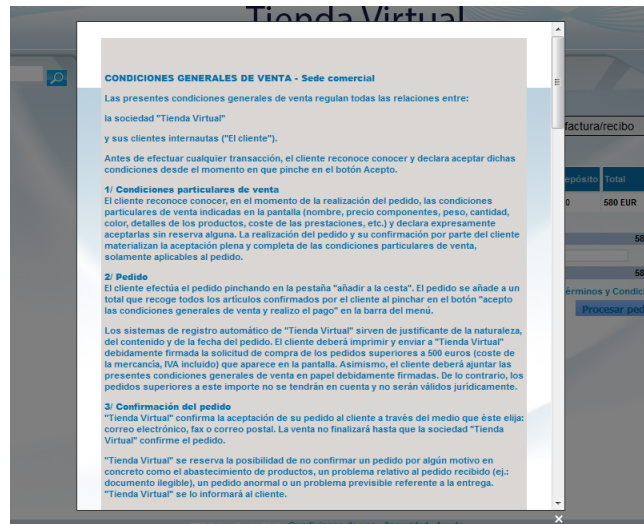 Tienda Virtual
CONDICIONES GENERALES DE VENTA - Sede comercial
Las presentes condiciones generales de venta regulan todas las relaciones entre:
la sociedad "Tienda Virtual"
y sus clientes internautas ("El cliente").
Antes de efectuar cualquier transacción, el cliente reconoce conocer y declara aceptar dichas
condiciones desde el momento en que pinche en el botón Acepto.
1/ Condiciones particulares de venta
El cliente reconoce conocer, en el momento de la realización del pedido, las condiciones
particulares de venta indicadas en la pantalla (nombre, precio componentes, peso, cantidad,
color, detalles de los productos, coste de las prestaciones, etc.) y declara expresamente
aceptarlas sin reserva alguna. La realización del pedido y su confirmación por parte del cliente
materializan la aceptación plena y completa de las condiciones particulares de venta,
solamente aplicables al pedido.
2/ Pedido
El cliente efectúa el pedido pinchando en la pestaña "añadir a la cesta". El pedido se añade a un
total que recoge todos los artículos confirmados por el cliente al pinchar en el botón "acepto
las condiciones generales de venta y realizo el pago" en la barra del menú.
Los sistemas de registro automático de "Tienda Virtual" sirven de justificante de la naturaleza,
del contenido y de la fecha del pedido. El cliente deberá imprimir y enviar a "Tienda Virtual"
debidamente firmada la solicitud de compra de los pedidos superiores a 500 euros (coste de
la mercancía, IVA incluido) que aparece en la pantalla. Asimismo, el cliente deberá ajuntar las
presentes condiciones generales de venta en papel debidamente firmadas. De lo contrario, los
pedidos superiores a este importe no se tendrán en cuenta y no serán válidos jurídicamente.
3/ Confirmación del pedido
"Tienda Virtual" confirma la aceptación de su pedido al cliente a través del medio que éste elija:
correo electrónico, fax o correo postal. La venta no finalizará hasta que la sociedad "Tienda
Virtual" confirme el pedido.
"Tienda Virtual" se reserva la posibilidad de no confirmar un pedido por algún motivo en
concreto como el abastecimiento de productos, un problema relativo al pedido recibido (ej.:
documento ilegible), un pedido anormal o un problema previsible referente a la entrega.
"Tienda Virtual" se lo informará al cliente.
factura/recibo
epósito Total
0 580 EUR
58
58
érminos y Condici
Procesar ped